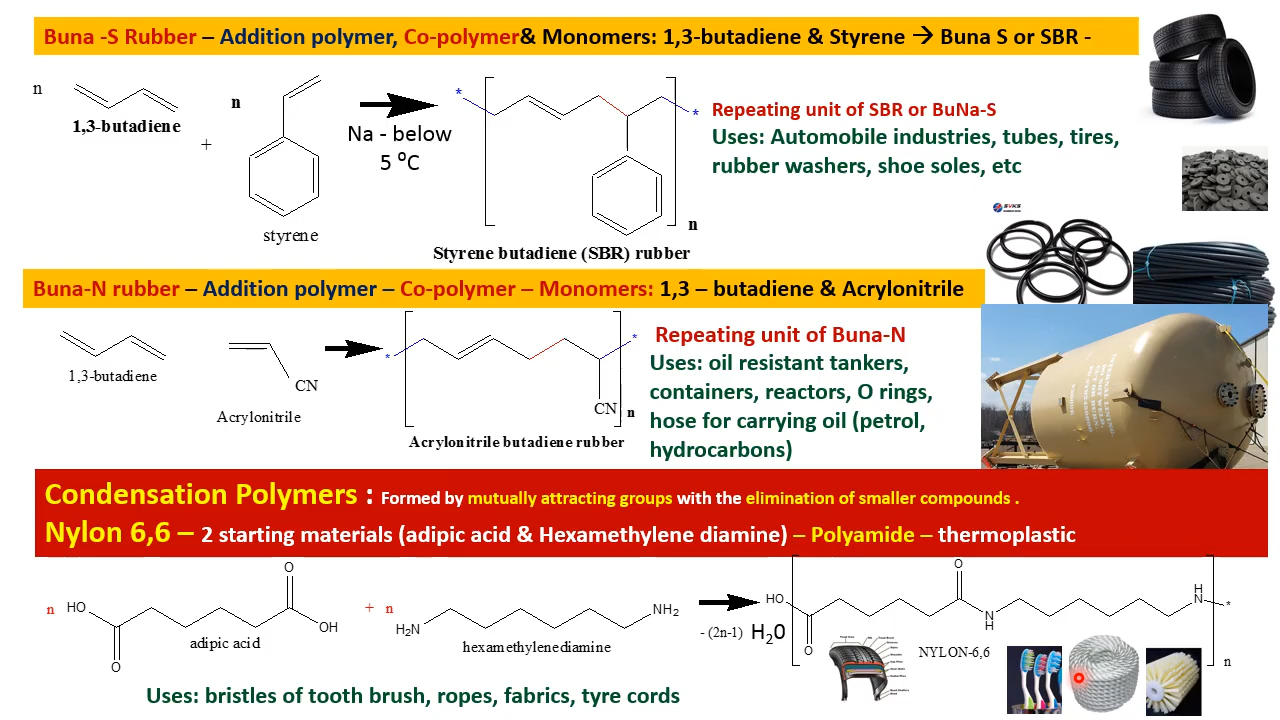 Buna -S Rubber – Addition polymer, Co-polymer& Monomers: 1,3-butadiene & Styrene → Buna S or SBR -
n
1,3-butadiene
+
n
styrene
Na - below
5 ⁰C
*
*
n
Styrene butadiene (SBR) rubber
Repeating unit of SBR or BuNa-S
Uses: Automobile industries, tubes, tires,
rubber washers, shoe soles, etc
SVKS
Buna-N rubber – Addition polymer – Co-polymer – Monomers: 1,3 – butadiene & Acrylonitrile
1,3-butadiene
CN
Acrylonitrile
*
*
CN
n
Acrylonitrile butadiene rubber
Repeating unit of Buna-N
Uses: oil resistant tankers,
containers, reactors, O rings,
hose for carrying oil (petrol,
hydrocarbons)
Condensation Polymers : Formed by mutually attracting groups with the elimination of smaller compounds .
Nylon 6,6 – 2 starting materials (adipic acid & Hexamethylene diamine) – Polyamide – thermoplastic
n
HO
O
O
OH
adipic acid
+ n
H₂N
NH₂
hexamethylenediamine
- (2n-1) H₂0
HO
O
O
N
H
H
N
*
n
NYLON-6,6
Uses: bristles of tooth brush, ropes, fabrics, tyre cords